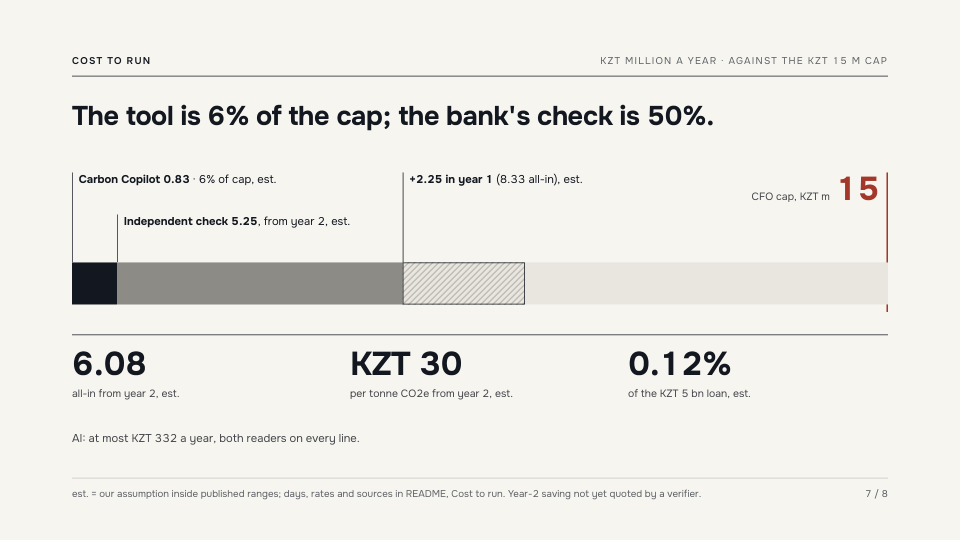 COST TO RUN
KZT MILLION A YEAR · AGAINST THE KZT 15 M CAP
The tool is 6% of the cap; the bank's check is 50%.
Carbon Copilot 0.83 · 6% of cap, est.
+2.25 in year 1 (8.33 all-in), est.
CFO cap, KZT m 15
Independent check 5.25, from year 2, est.
6.08
all-in from year 2, est.
KZT 30
per tonne CO2e from year 2, est.
0.12%
of the KZT 5 bn loan, est.
AI: at most KZT 332 a year, both readers on every line.
est. = our assumption inside published ranges; days, rates and sources in README, Cost to run. Year-2 saving not yet quoted by a verifier.
7 / 8